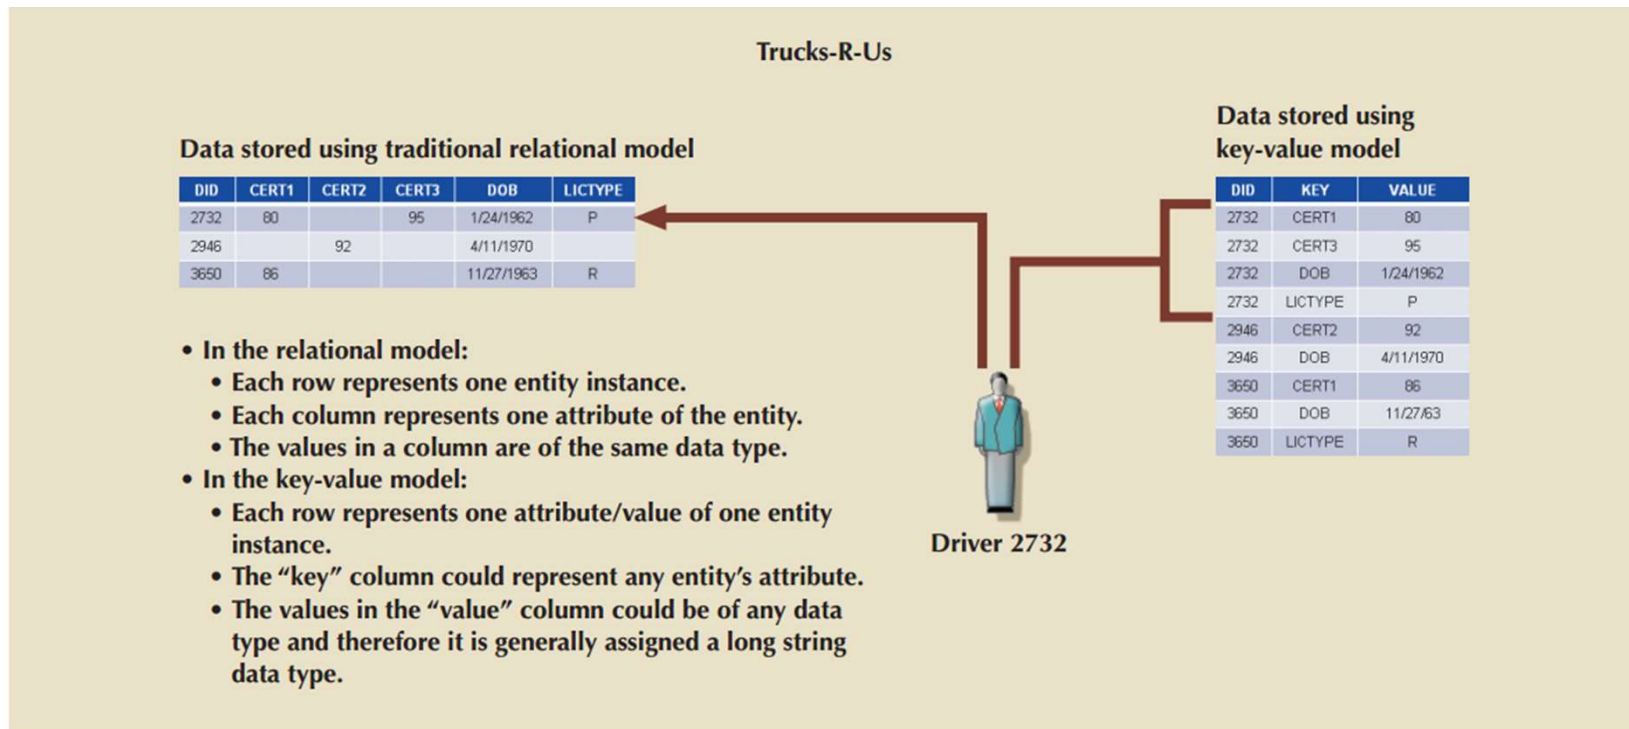 Trucks-R-Us
Data stored using traditional relational model
DID CERT1 CERT2 CERT3 DOB LICTYPE
2732 80 95 1/24/1962 P
2946 92 4/11/1970
3650 86 11/27/1963 R
• In the relational model:
• Each row represents one entity instance.
• Each column represents one attribute of the entity.
• The values in a column are of the same data type.
• In the key-value model:
• Each row represents one attribute/value of one entity
instance.
• The “key” column could represent any entity’s attribute.
• The values in the “value” column could be of any data
type and therefore it is generally assigned a long string
data type.
Driver 2732
Data stored using
key-value model
DID KEY VALUE
2732 CERT1 80
2732 CERT3 95
2732 DOB 1/24/1962
2732 LICTYPE P
2946 CERT2 92
2946 DOB 4/11/1970
3650 CERT1 86
3650 DOB 11/27/63
3650 LICTYPE R